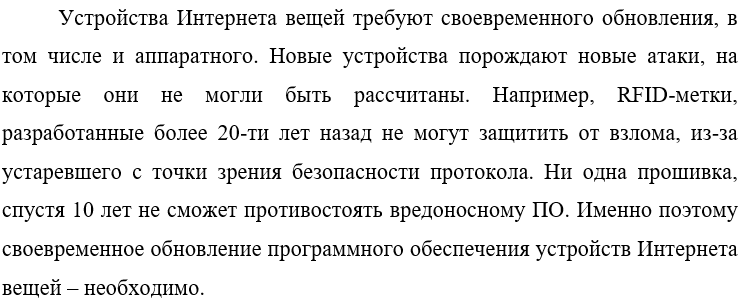 Устройства Интернета вещей требуют своевременного обновления, в
том числе и аппаратного. Новые устройства порождают новые атаки, на
которые они не могли быть рассчитаны. Например, RFID-метки,
разработанные более 20-ти лет назад не могут защитить от взлома, из-за
устаревшего с точки зрения безопасности протокола. Ни одна прошивка,
спустя 10 лет не сможет противостоять вредоносному ПО. Именно поэтому
своевременное обновление программного обеспечения устройств Интернета
вещей – необходимо.